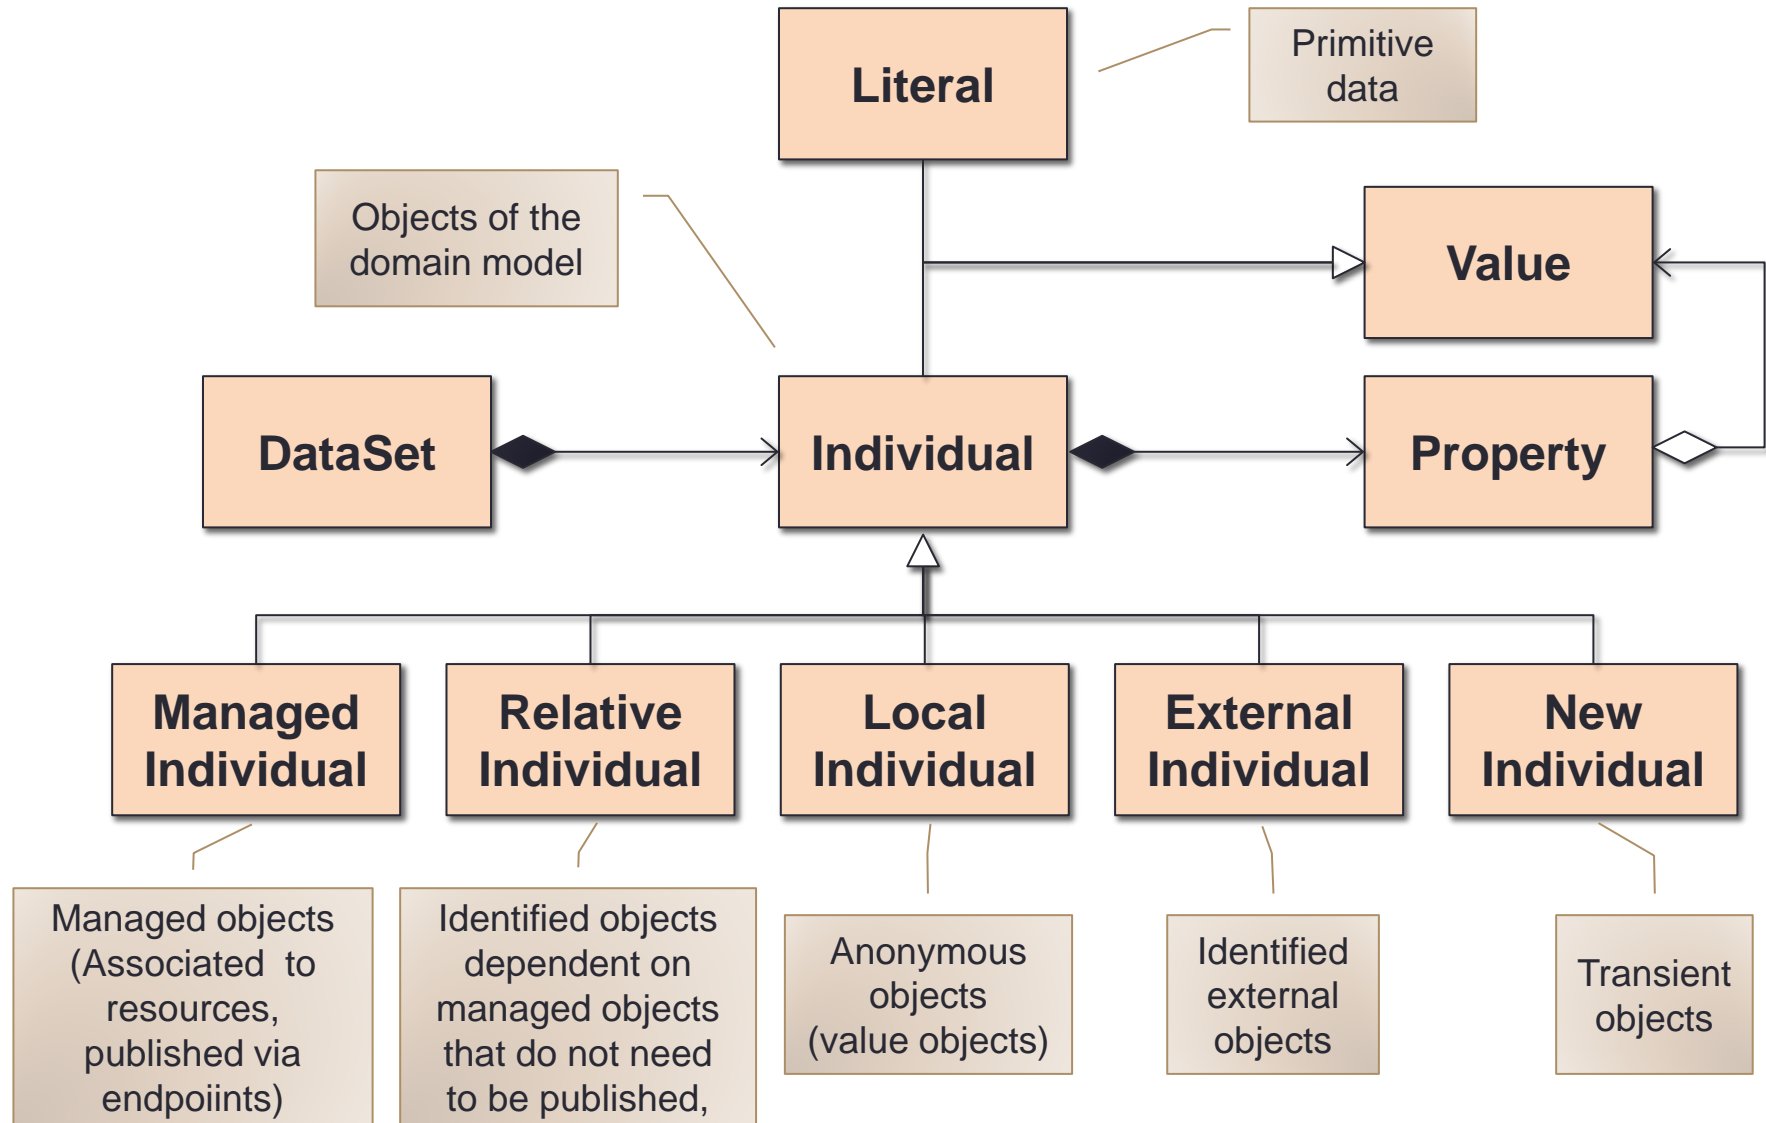 Literal
Primitive
data
Objects of the
domain model
Value
DataSet
Individual
Property
Managed
Individual
Relative
Individual
Local
Individual
External
Individual
New
Individual
Managed objects
(Associated to
resources,
published via
endpoiints)
Identified objects
dependent on
managed objects
that do not need
to be published,
Anonymous
objects
(value objects)
Identified
external
objects
Transient
objects